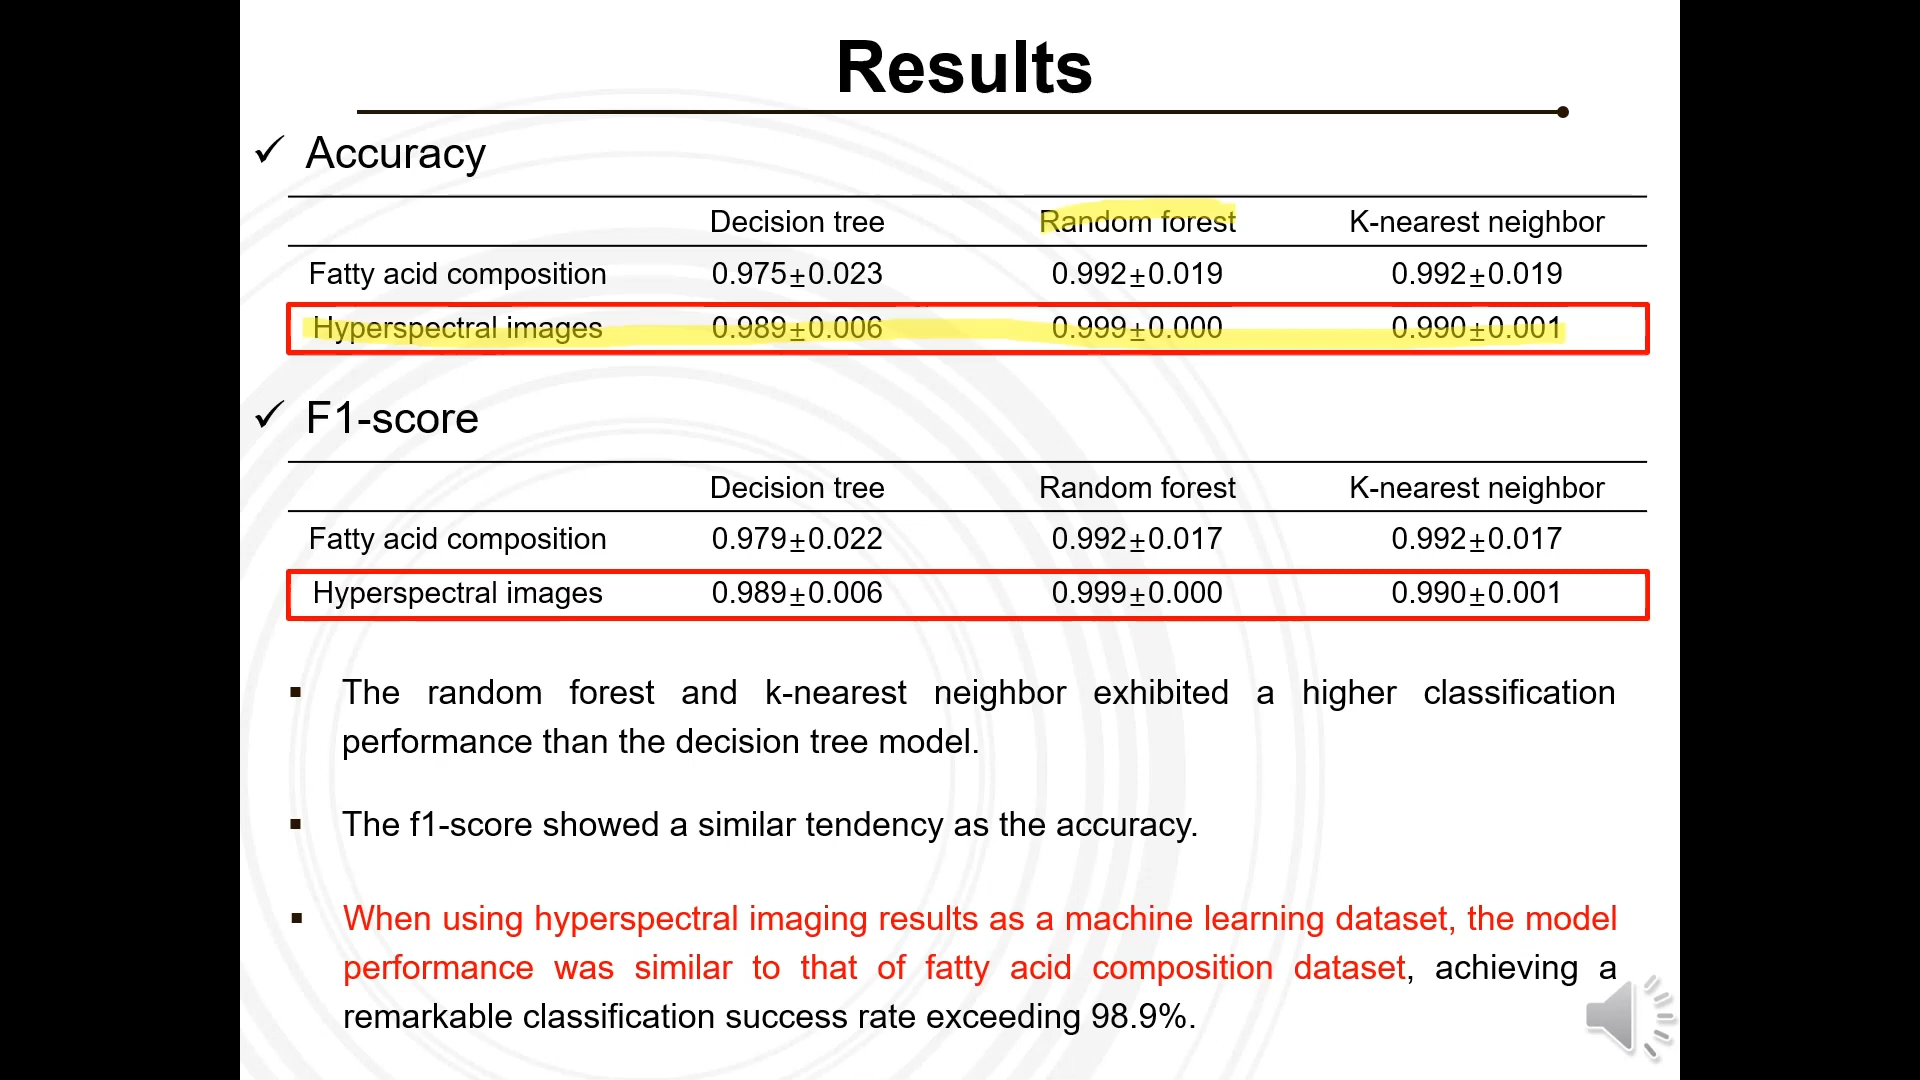 Results
✓ Accuracy
Decision tree Random forest K-nearest neighbor
Fatty acid composition 0.975±0.023 0.992±0.019 0.992±0.019
Hyperspectral images 0.989±0.006 0.999±0.000 0.990±0.001
✓ F1-score
Decision tree Random forest K-nearest neighbor
Fatty acid composition 0.979±0.022 0.992±0.017 0.992±0.017
Hyperspectral images 0.989±0.006 0.999±0.000 0.990±0.001
▪ The random forest and k-nearest neighbor exhibited a higher classification
performance than the decision tree model.
▪ The f1-score showed a similar tendency as the accuracy.
▪ When using hyperspectral imaging results as a machine learning dataset, the model
performance was similar to that of fatty acid composition dataset, achieving a
remarkable classification success rate exceeding 98.9%.